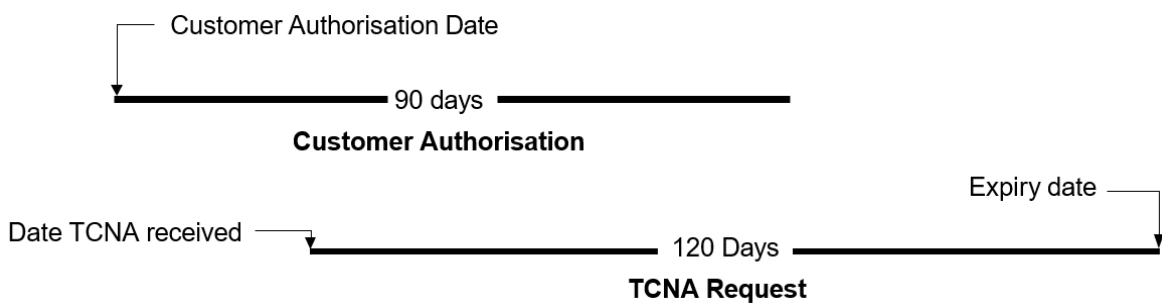 Customer Authorisation Date
90 days
Customer Authorisation
Expiry date
Date TCNA received
120 Days
TCNA Request